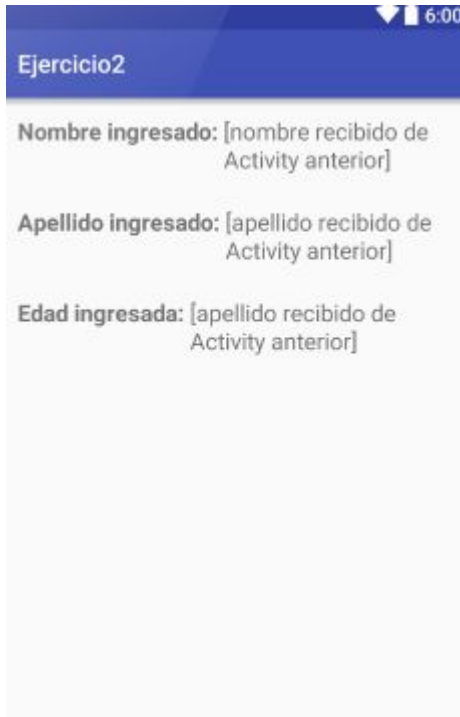 6:00
Ejercicio2
Nombre ingresado: [nombre recibido de
Activity anterior]
Apellido ingresado: [apellido recibido de
Activity anterior]
Edad ingresada: [apellido recibido de
Activity anterior]